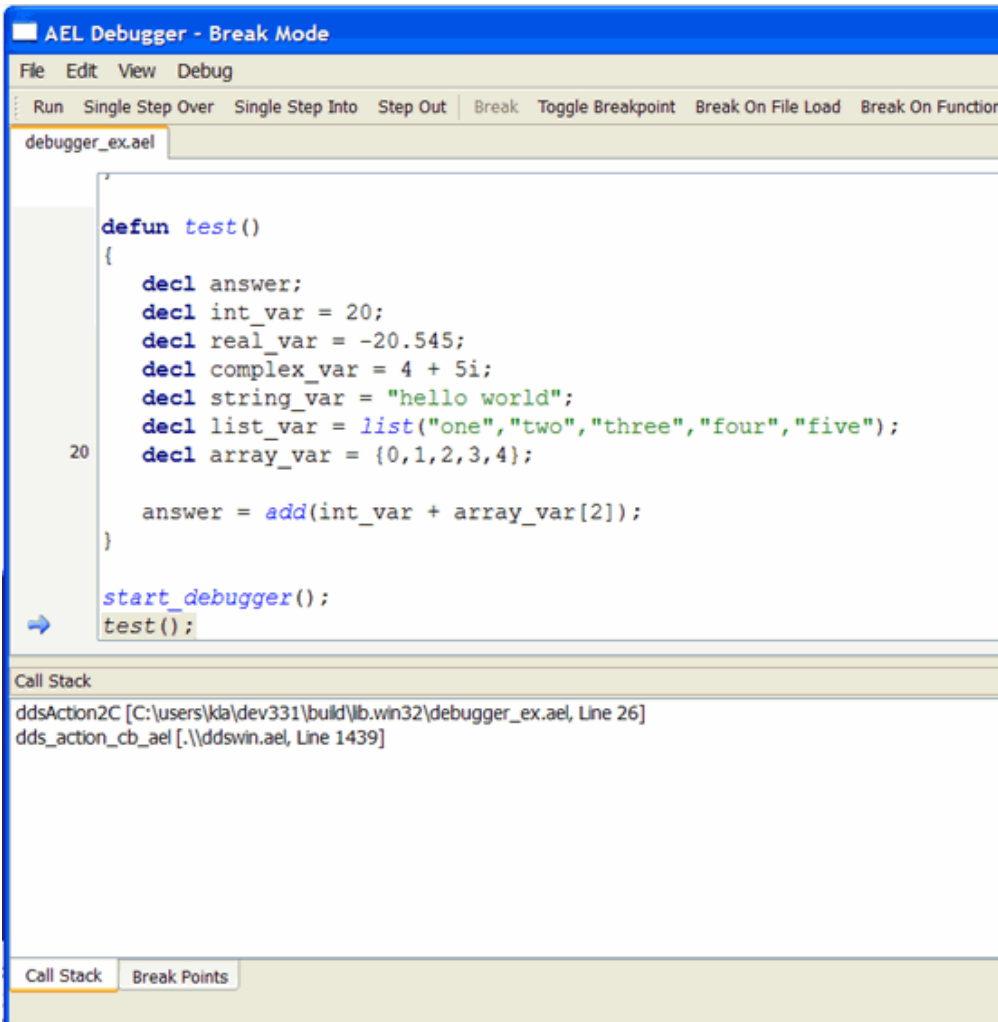 AEL Debugger - Break Mode
File Edit View Debug
Run Single Step Over Single Step Into Step Out Break Toggle Breakpoint Break On File Load Break On Function
debugger_ex.ael
}
defun test()
{
decl answer;
decl int_var = 20;
decl real_var = -20.545;
decl complex_var = 4 + 5i;
decl string_var = "hello world";
decl list_var = list("one","two","three","four","five");
20 decl array_var = {0,1,2,3,4};
answer = add(int_var + array_var[2]);
}
start_debugger();
test();
Call Stack
ddsAction2C [C:\users\kla\dev331\build\lib.win32\debugger_ex.ael, Line 26]
dds_action_cb_ael [.\\ddswin.ael, Line 1439]
Call Stack Break Points